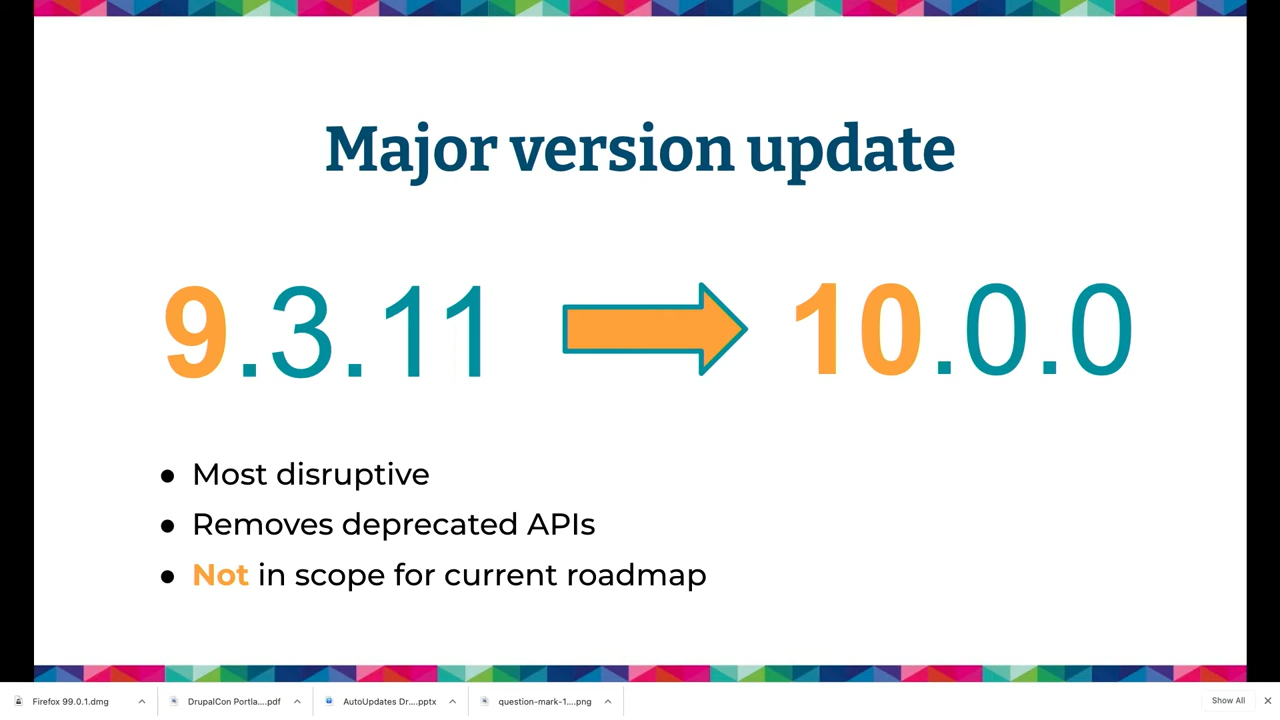 Major version update
9.3.11 10.0.0
● Most disruptive
● Removes deprecated APIs
● Not in scope for current roadmap
Firefox 99.0.1.dmg DrupalCon Portla....pdf AutoUpdates Dr....pptx question-mark-1....png Show All